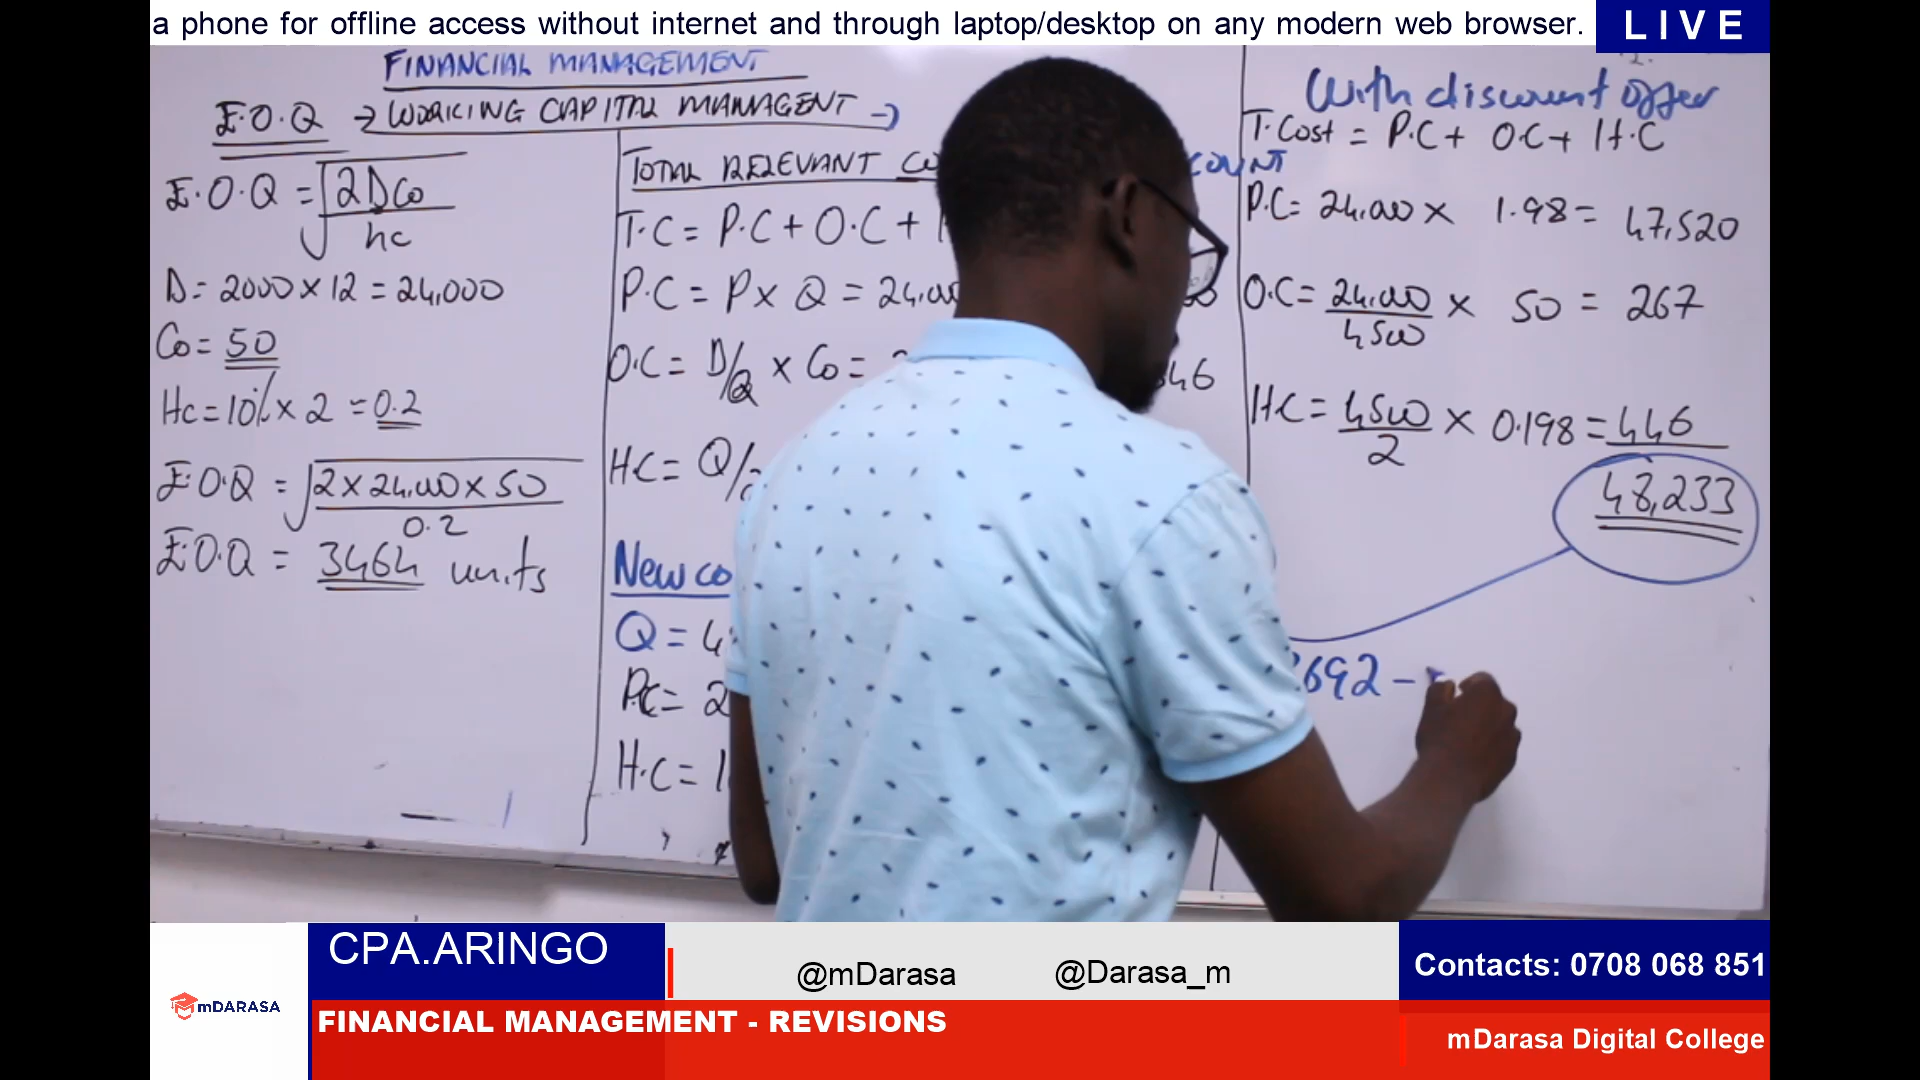 a phone for offline access without internet and through laptop/desktop on any modern web browser.
LIVE
FINANCIAL MANAGEMENT
E.O.Q → WORKING CAPITAL MANAGENT →
E.O.Q = √2DCo
hc
D = 2000 × 12 = 24,000
Co = 50
Hc = 10% × 2 = 0.2
E.O.Q = √2 × 24,000 × 50
0.2
E.O.Q = 3464 units
TOTAL RELEVANT
COUNT
T.C = P.C + O.C +
P.C = P × Q = 24,00
O.C = D/Q × Co =
346
H.C = Q/
New co
Q = 4
P.C = 2
H.C = 1
With discount offer
T.Cost = P.C + O.C + H.C
P.C = 24,000 × 1.98 = 47,520
O.C = 24,000 × 50 = 267
4500
H.C = 4500 × 0.198 = 446
2
48,233
692 -
CPA.ARINGO
@mDarasa
@Darasa_m
Contacts: 0708 068 851
mDARASA
FINANCIAL MANAGEMENT - REVISIONS
mDarasa Digital College